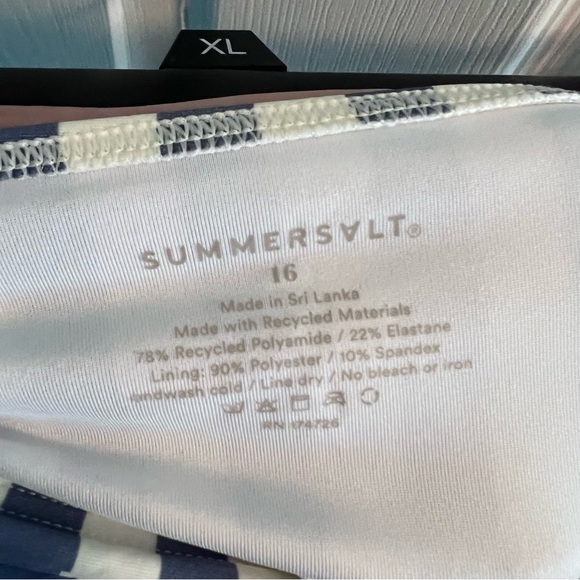 XL
SUMMERSALT®
16
Made in Sri Lanka
Made with Recycled Materials
78% Recycled Polyamide / 22% Elastane
Lining: 90% Polyester / 10% Spandex
andwash cold / Line dry / No bleach or iron
RN 174726